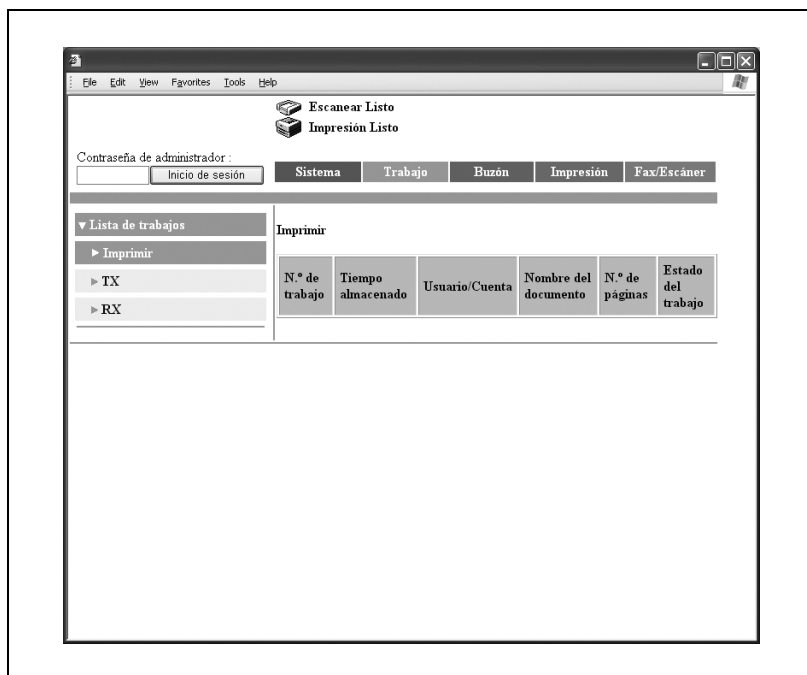 File Edit View Favorites Tools Help
Escanear Listo
Impresión Listo
Contraseña de administrador :
Inicio de sesión
Sistema Trabajo Buzón Impresión Fax/Escáner
▼ Lista de trabajos
► Imprimir
► TX
► RX
Imprimir
N.º de trabajo Tiempo almacenado Usuario/Cuenta Nombre del documento N.º de páginas Estado del trabajo